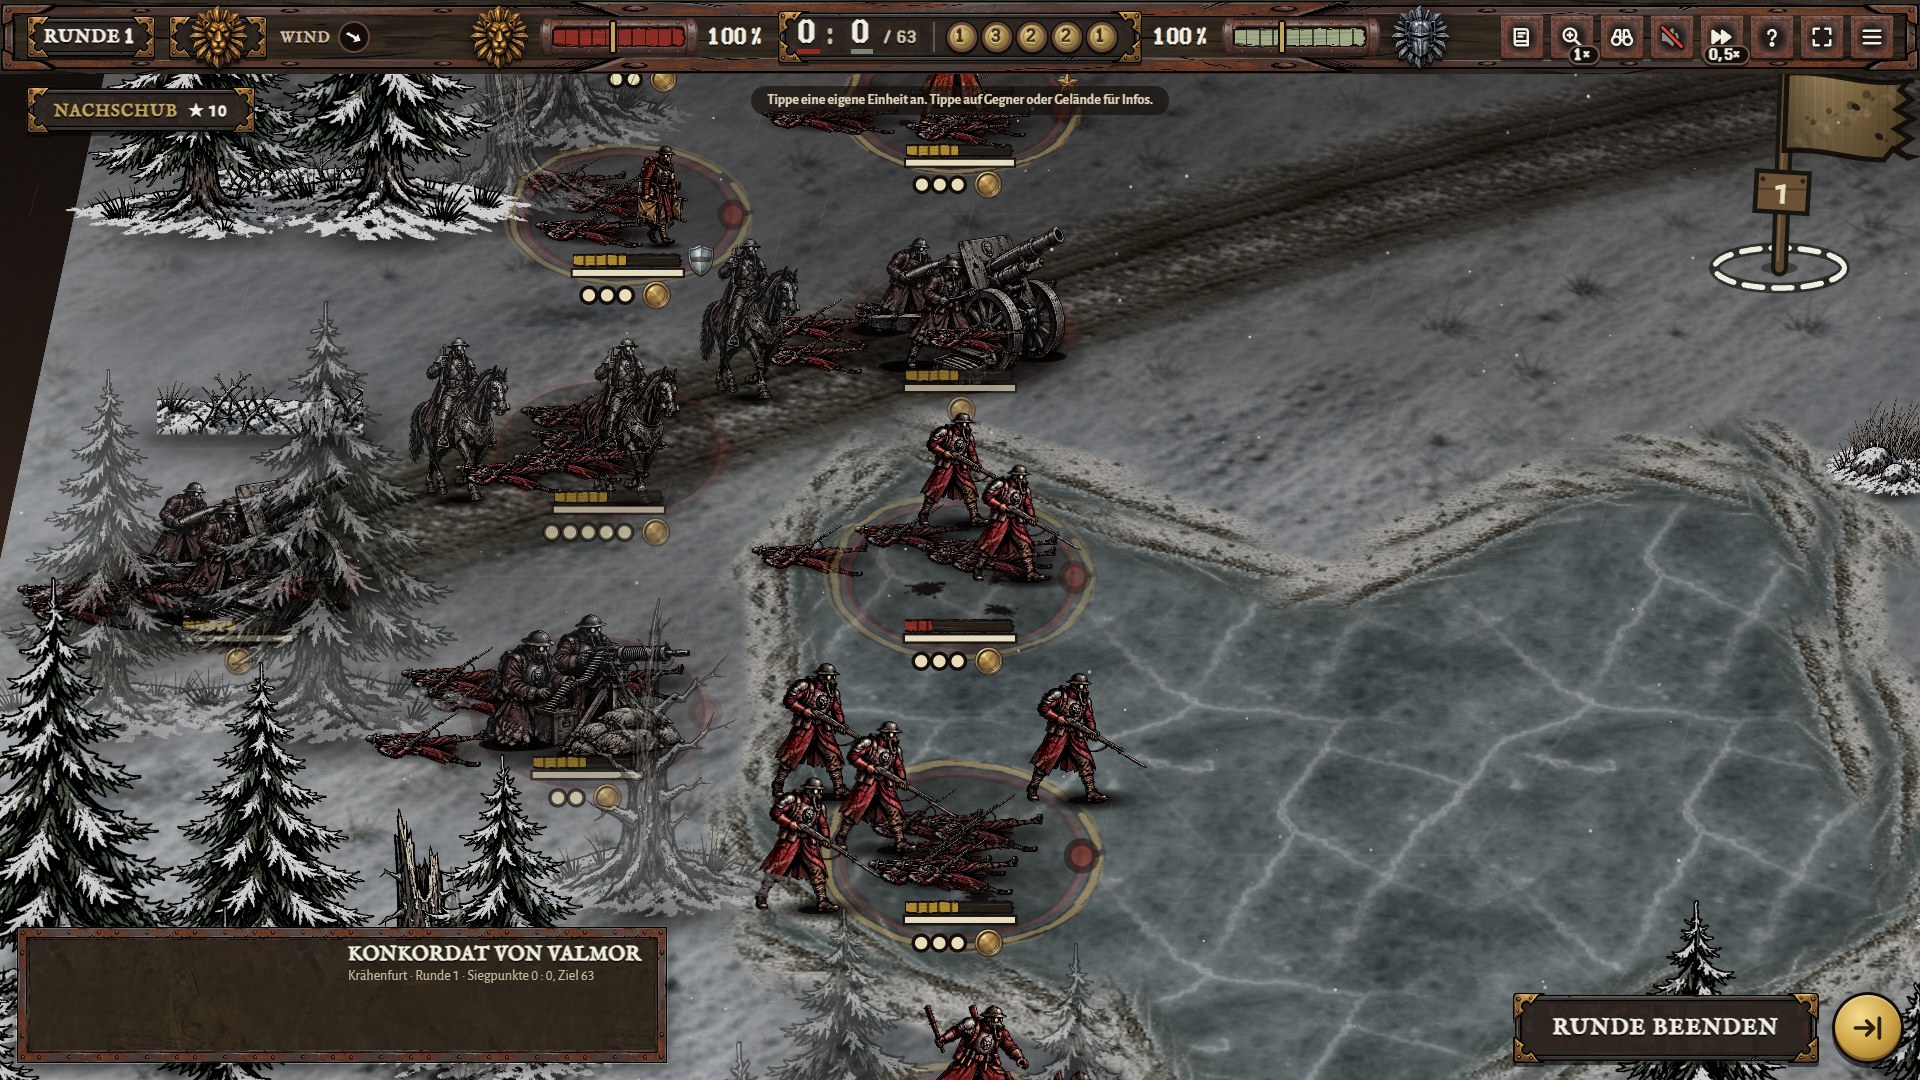 RUNDE 1
WIND
100 %
0 : 0 / 63
1 3 2 2 1
100 %
1×
0,5×
?
NACHSCHUB ★ 10
Tippe eine eigene Einheit an. Tippe auf Gegner oder Gelände für Infos.
1
KONKORDAT VON VALMOR
Krähenfurt · Runde 1 · Siegpunkte 0 : 0, Ziel 63
RUNDE BEENDEN